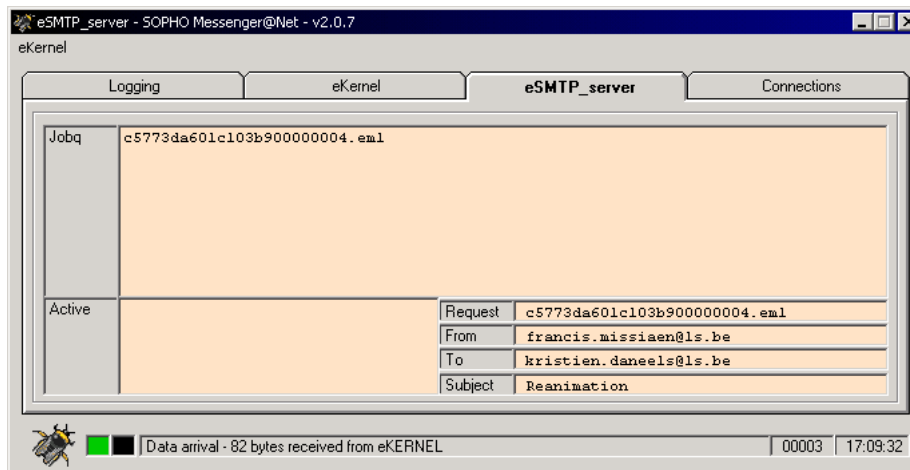 eSMTP_server - SOPHO Messenger@Net - v2.0.7
eKernel
Logging eKernel eSMTP_server Connections
Jobq c5773da601c103b900000004.eml
Active Request c5773da601c103b900000004.eml
From francis.missiaen@ls.be
To kristien.daneels@ls.be
Subject Reanimation
Data arrival - 82 bytes received from eKERNEL 00003 17:09:32